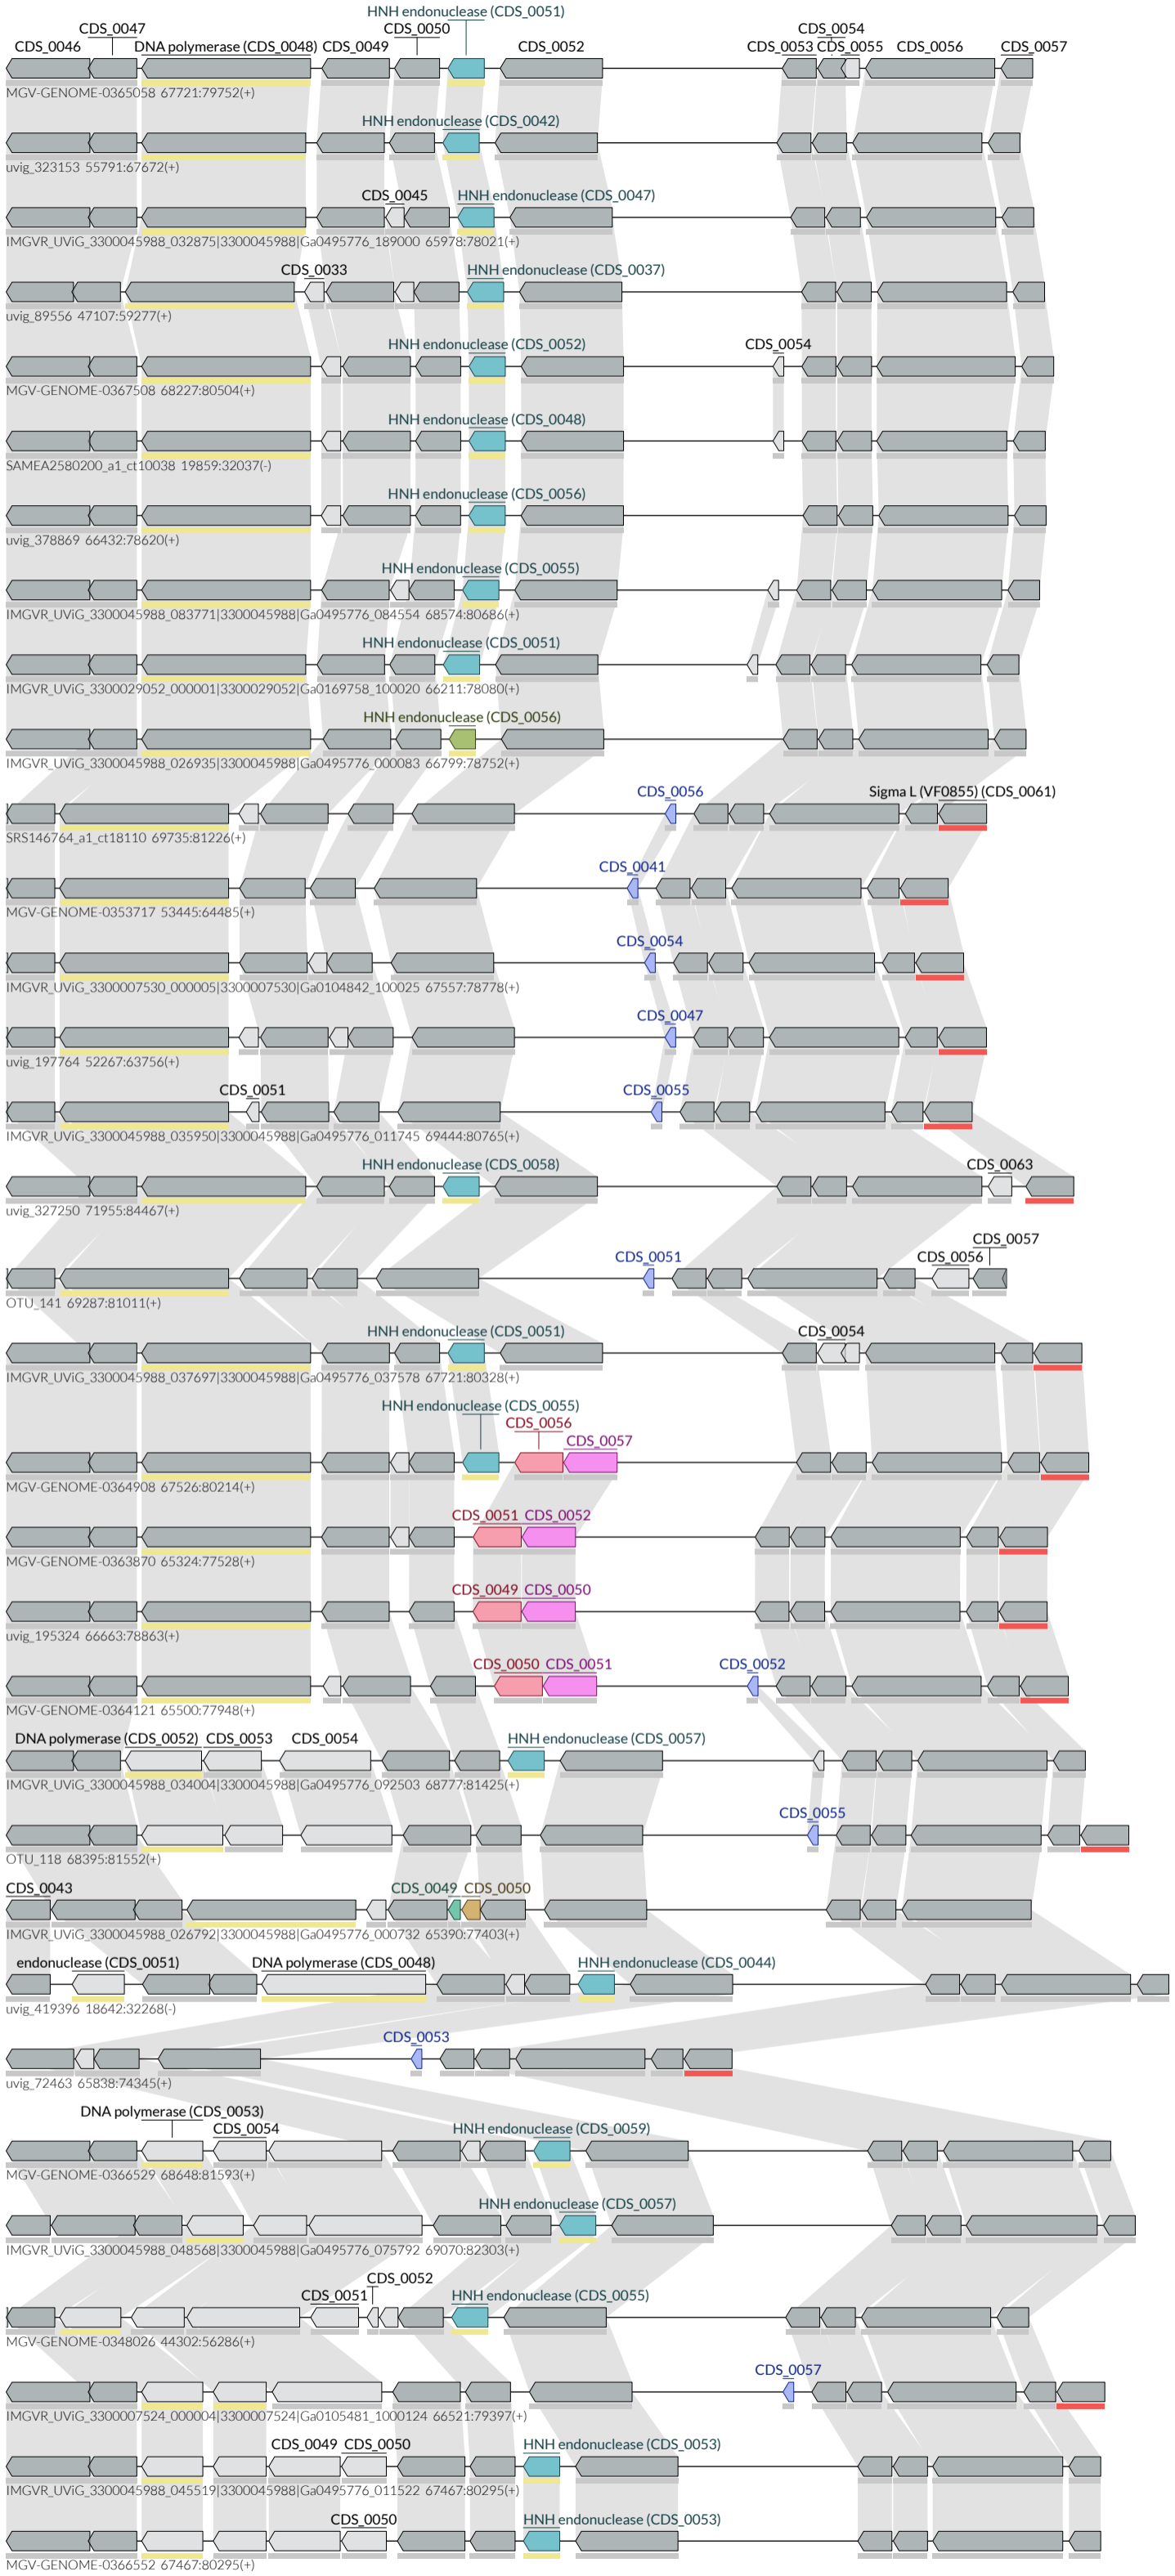 HNH endonuclease (CDS_0051)
CDS_0047 CDS_0050 CDS_0054
CDS_0046 DNA polymerase (CDS_0048) CDS_0049 CDS_0052 CDS_0053 CDS_0055 CDS_0056 CDS_0057
MGV-GENOME-0365058 67721:79752(+)
HNH endonuclease (CDS_0042)
uvig_323153 55791:67672(+)
CDS_0045 HNH endonuclease (CDS_0047)
IMGVR_UViG_3300045988_032875|3300045988|Ga0495776_189000 65978:78021(+)
CDS_0033 HNH endonuclease (CDS_0037)
uvig_89556 47107:59277(+)
HNH endonuclease (CDS_0052) CDS_0054
MGV-GENOME-0367508 68227:80504(+)
HNH endonuclease (CDS_0048)
SAMEA2580200_a1_ct10038 19859:32037(-)
HNH endonuclease (CDS_0056)
uvig_378869 66432:78620(+)
HNH endonuclease (CDS_0055)
IMGVR_UViG_3300045988_083771|3300045988|Ga0495776_084554 68574:80686(+)
HNH endonuclease (CDS_0051)
IMGVR_UViG_3300029052_000001|3300029052|Ga0169758_100020 66211:78080(+)
HNH endonuclease (CDS_0056)
IMGVR_UViG_3300045988_026935|3300045988|Ga0495776_000083 66799:78752(+)
CDS_0056 Sigma L (VF0855) (CDS_0061)
SRS146764_a1_ct18110 69735:81226(+)
CDS_0041
MGV-GENOME-0353717 53445:64485(+)
CDS_0054
IMGVR_UViG_3300007530_000005|3300007530|Ga0104842_100025 67557:78778(+)
CDS_0047
uvig_197764 52267:63756(+)
CDS_0051 CDS_0055
IMGVR_UViG_3300045988_035950|3300045988|Ga0495776_011745 69444:80765(+)
HNH endonuclease (CDS_0058) CDS_0063
uvig_327250 71955:84467(+)
CDS_0057
CDS_0051 CDS_0056
OTU_141 69287:81011(+)
HNH endonuclease (CDS_0051) CDS_0054
IMGVR_UViG_3300045988_037697|3300045988|Ga0495776_037578 67721:80328(+)
HNH endonuclease (CDS_0055)
CDS_0056
CDS_0057
MGV-GENOME-0364908 67526:80214(+)
CDS_0051 CDS_0052
MGV-GENOME-0363870 65324:77528(+)
CDS_0049 CDS_0050
uvig_195324 66663:78863(+)
CDS_0050 CDS_0051 CDS_0052
MGV-GENOME-0364121 65500:77948(+)
DNA polymerase (CDS_0052) CDS_0053 CDS_0054 HNH endonuclease (CDS_0057)
IMGVR_UViG_3300045988_034004|3300045988|Ga0495776_092503 68777:81425(+)
CDS_0055
OTU_118 68395:81552(+)
CDS_0043 CDS_0049 CDS_0050
IMGVR_UViG_3300045988_026792|3300045988|Ga0495776_000732 65390:77403(+)
endonuclease (CDS_0051) DNA polymerase (CDS_0048) HNH endonuclease (CDS_0044)
uvig_419396 18642:32268(-)
CDS_0053
uvig_72463 65838:74345(+)
DNA polymerase (CDS_0053)
CDS_0054 HNH endonuclease (CDS_0059)
MGV-GENOME-0366529 68648:81593(+)
HNH endonuclease (CDS_0057)
IMGVR_UViG_3300045988_048568|3300045988|Ga0495776_075792 69070:82303(+)
CDS_0052
CDS_0051 HNH endonuclease (CDS_0055)
MGV-GENOME-0348026 44302:56286(+)
CDS_0057
IMGVR_UViG_3300007524_000004|3300007524|Ga0105481_1000124 66521:79397(+)
CDS_0049 CDS_0050 HNH endonuclease (CDS_0053)
IMGVR_UViG_3300045988_045519|3300045988|Ga0495776_011522 67467:80295(+)
CDS_0050 HNH endonuclease (CDS_0053)
MGV-GENOME-0366552 67467:80295(+)